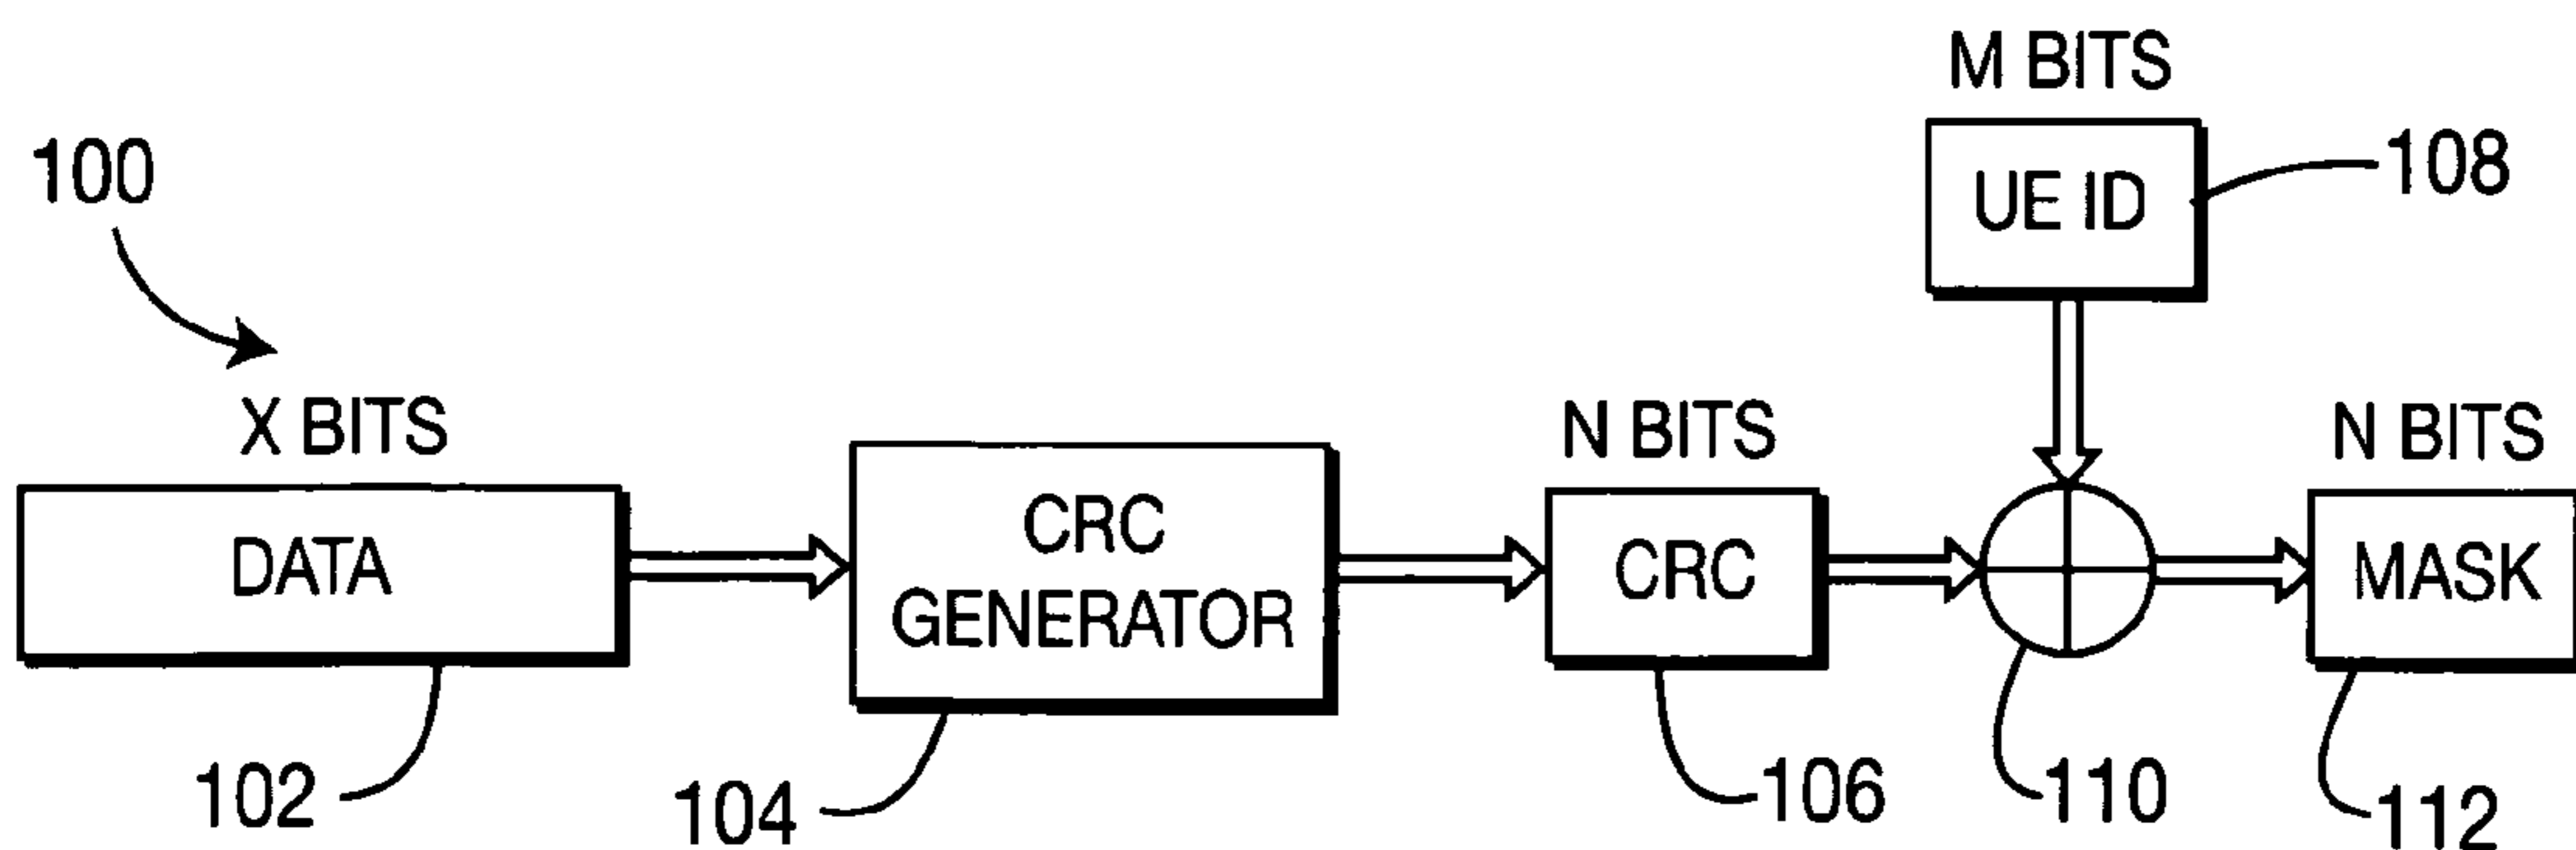 M BITS
100
UE ID
108
X BITS
N BITS
N BITS
DATA
CRC
GENERATOR
CRC
MASK
102
104
106
110
112